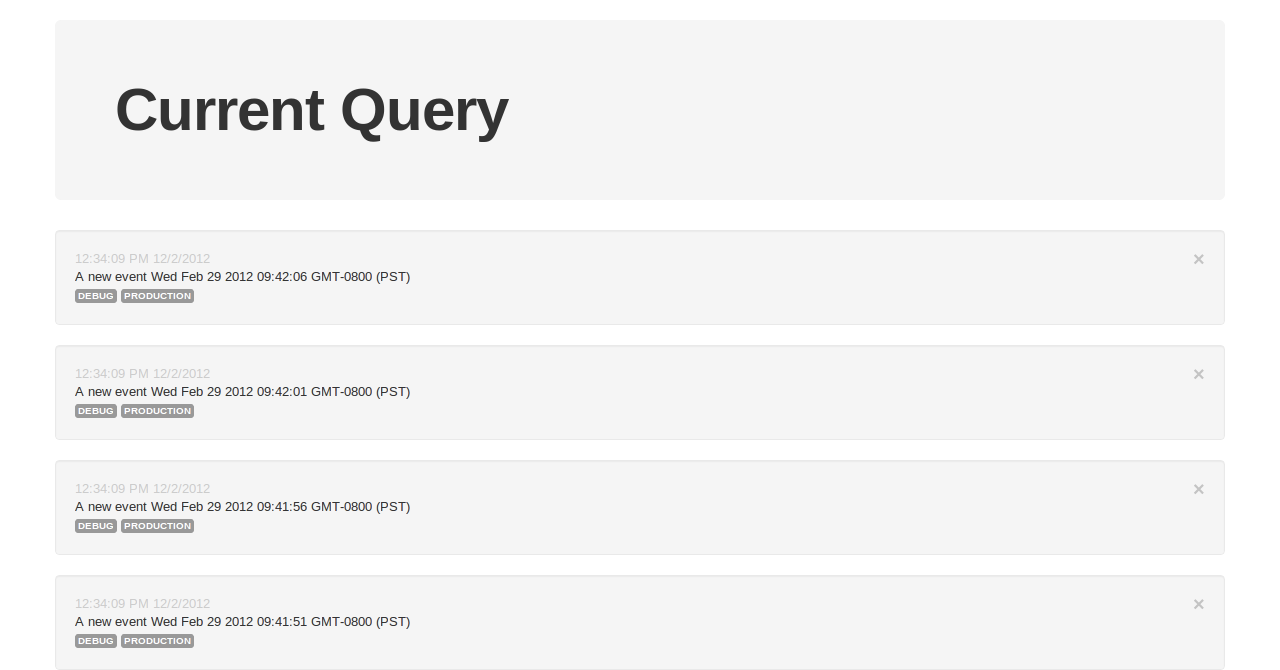 Current Query
12:34:09 PM 12/2/2012 ×
A new event Wed Feb 29 2012 09:42:06 GMT-0800 (PST)
DEBUG PRODUCTION
12:34:09 PM 12/2/2012 ×
A new event Wed Feb 29 2012 09:42:01 GMT-0800 (PST)
DEBUG PRODUCTION
12:34:09 PM 12/2/2012 ×
A new event Wed Feb 29 2012 09:41:56 GMT-0800 (PST)
DEBUG PRODUCTION
12:34:09 PM 12/2/2012 ×
A new event Wed Feb 29 2012 09:41:51 GMT-0800 (PST)
DEBUG PRODUCTION